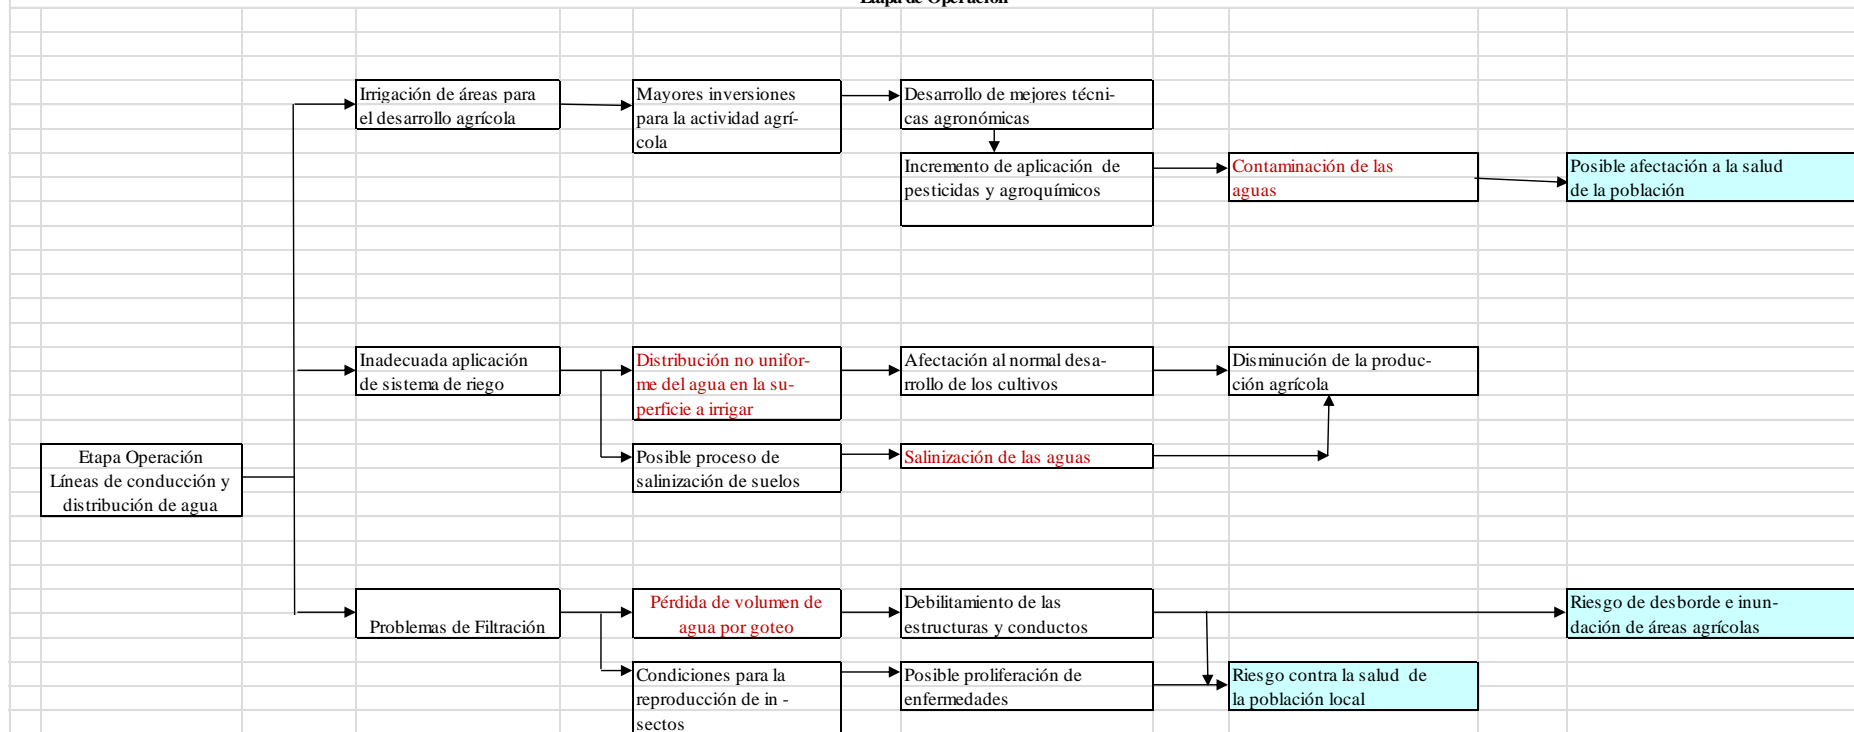 Etapa de Operación
Irrigación de áreas para
el desarrollo agrícola
Mayores inversiones
para la actividad agrí-
cola
Desarrollo de mejores técni-
cas agronómicas
Incremento de aplicación de
pesticidas y agroquímicos
Contaminación de las
aguas
Posible afectación a la salud
de la población
Inadecuada aplicación
de sistema de riego
Distribución no unifor-
me del agua en la su-
perficie a irrigar
Afectación al normal desa-
rrollo de los cultivos
Disminución de la produc-
ción agrícola
Etapa Operación
Líneas de conducción y
distribución de agua
Posible proceso de
salinización de suelos
Salinización de las aguas
Problemas de Filtración
Pérdida de volumen de
agua por goteo
Debilitamiento de las
estructuras y conductos
Riesgo de desborde e inun-
dación de áreas agrícolas
Condiciones para la
reproducción de in -
sectos
Posible proliferación de
enfermedades
Riesgo contra la salud de
la población local